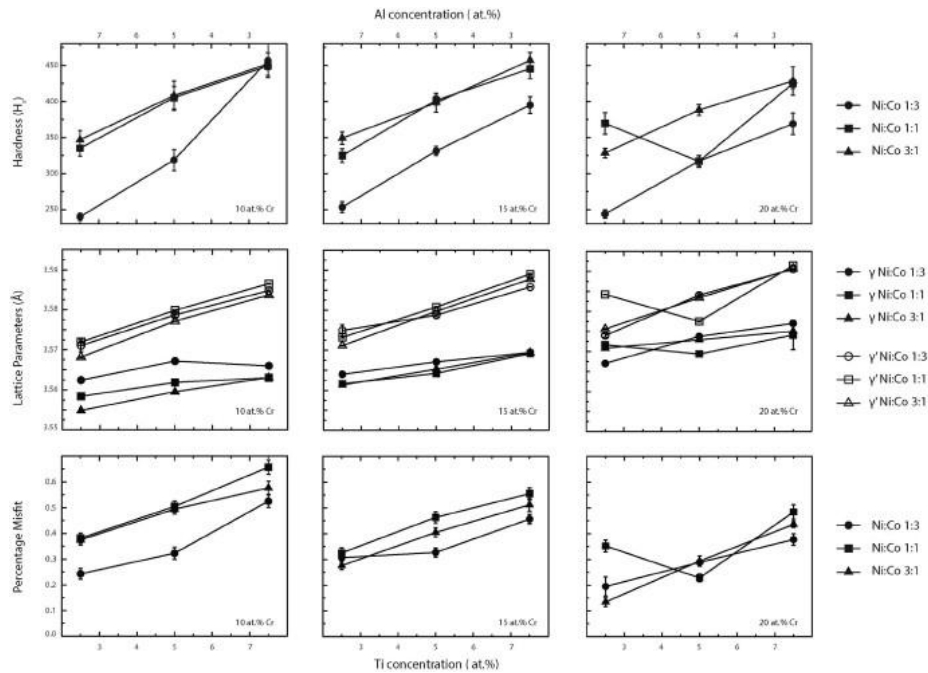 Al concentration ( at.%)
7 6 5 4 3
7 6 5 4 3
7 6 5 4 3
Hardness (Hv)
450
400
350
300
250
10 at.% Cr
15 at.% Cr
20 at.% Cr
Ni:Co 1:3
Ni:Co 1:1
Ni:Co 3:1
Lattice Parameters (Å)
3.59
3.58
3.57
3.56
3.55
10 at.% Cr
15 at.% Cr
20 at.% Cr
γ Ni:Co 1:3
γ Ni:Co 1:1
γ Ni:Co 3:1
γ' Ni:Co 1:3
γ' Ni:Co 1:1
γ' Ni:Co 3:1
Percentage Misfit
0.6
0.5
0.4
0.3
0.2
0.1
0.0
10 at.% Cr
15 at.% Cr
20 at.% Cr
Ni:Co 1:3
Ni:Co 1:1
Ni:Co 3:1
3 4 5 6 7
3 4 5 6 7
3 4 5 6 7
Ti concentration ( at.%)